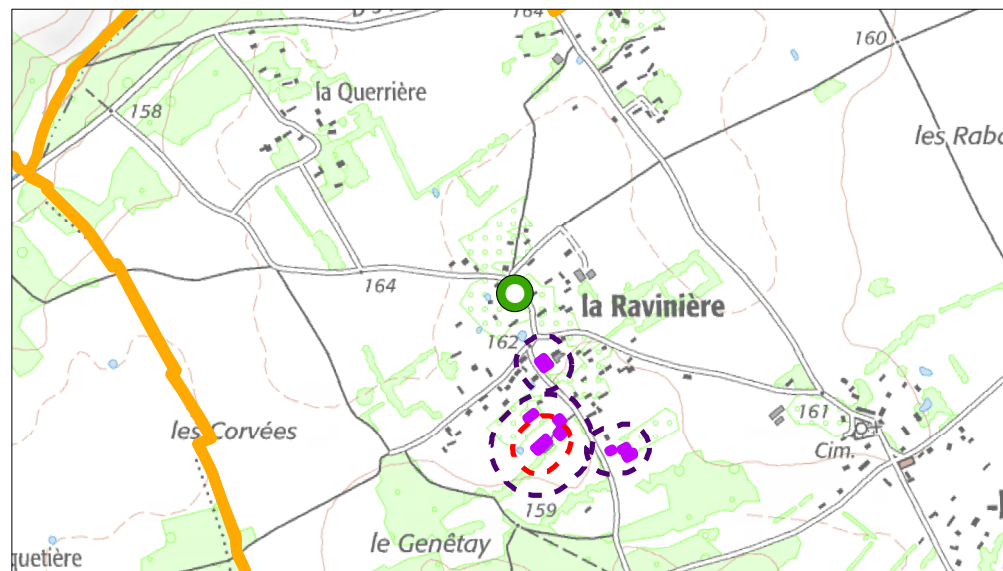 164
160
la Querrière
158
les Rabo
164
la Ravinière
162
161
les Corvées
Cim.
159
le Genêtay
quetière